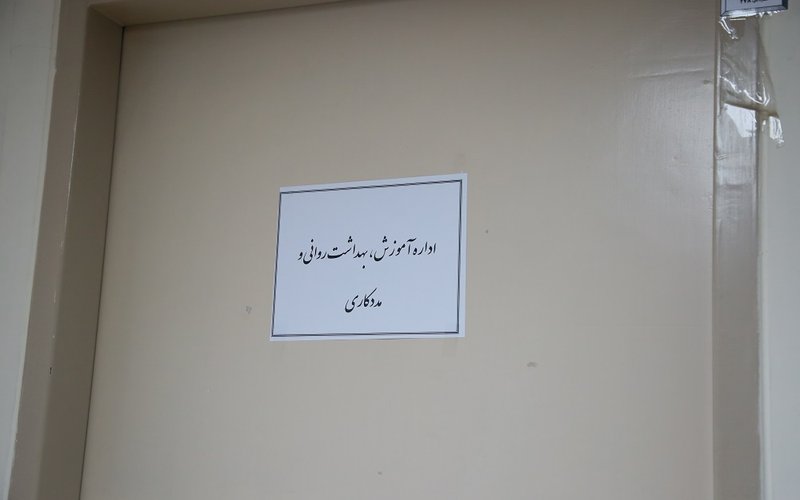 اداره آموزش، بهداشت روانی و
مددکاری